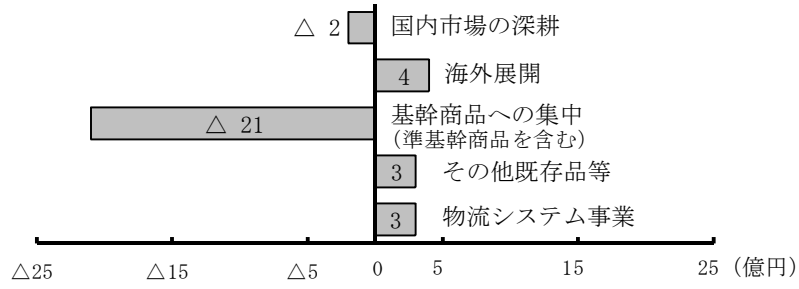 △ 2 国内市場の深耕
4 海外展開
△ 21 基幹商品への集中
(準基幹商品を含む)
3 その他既存品等
3 物流システム事業
△25 △15 △5 0 5 15 25 (億円)